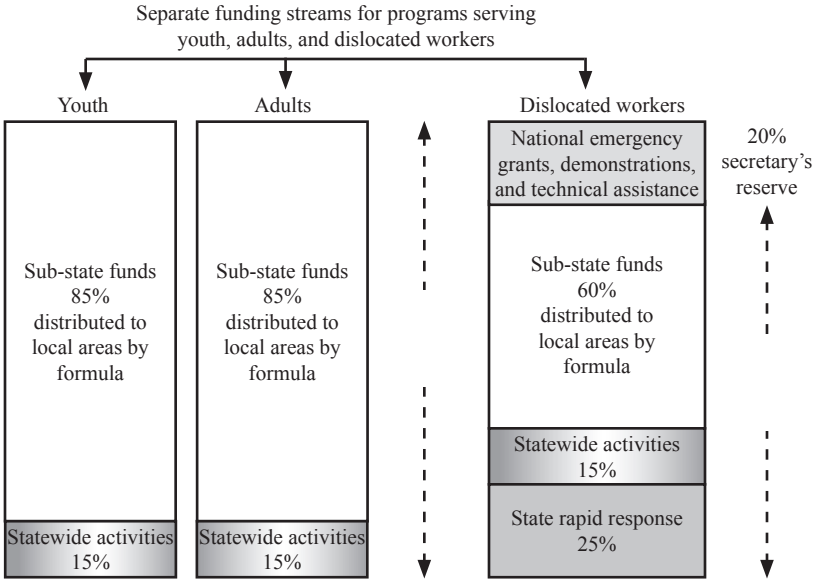 Separate funding streams for programs serving
youth, adults, and dislocated workers
Youth
Adults
Dislocated workers
Sub-state funds
85%
distributed to
local areas by
formula
Statewide activities
15%
Sub-state funds
85%
distributed to
local areas by
formula
Statewide activities
15%
National emergency
grants, demonstrations,
and technical assistance
Sub-state funds
60%
distributed to
local areas by
formula
Statewide activities
15%
State rapid response
25%
20%
secretary’s
reserve